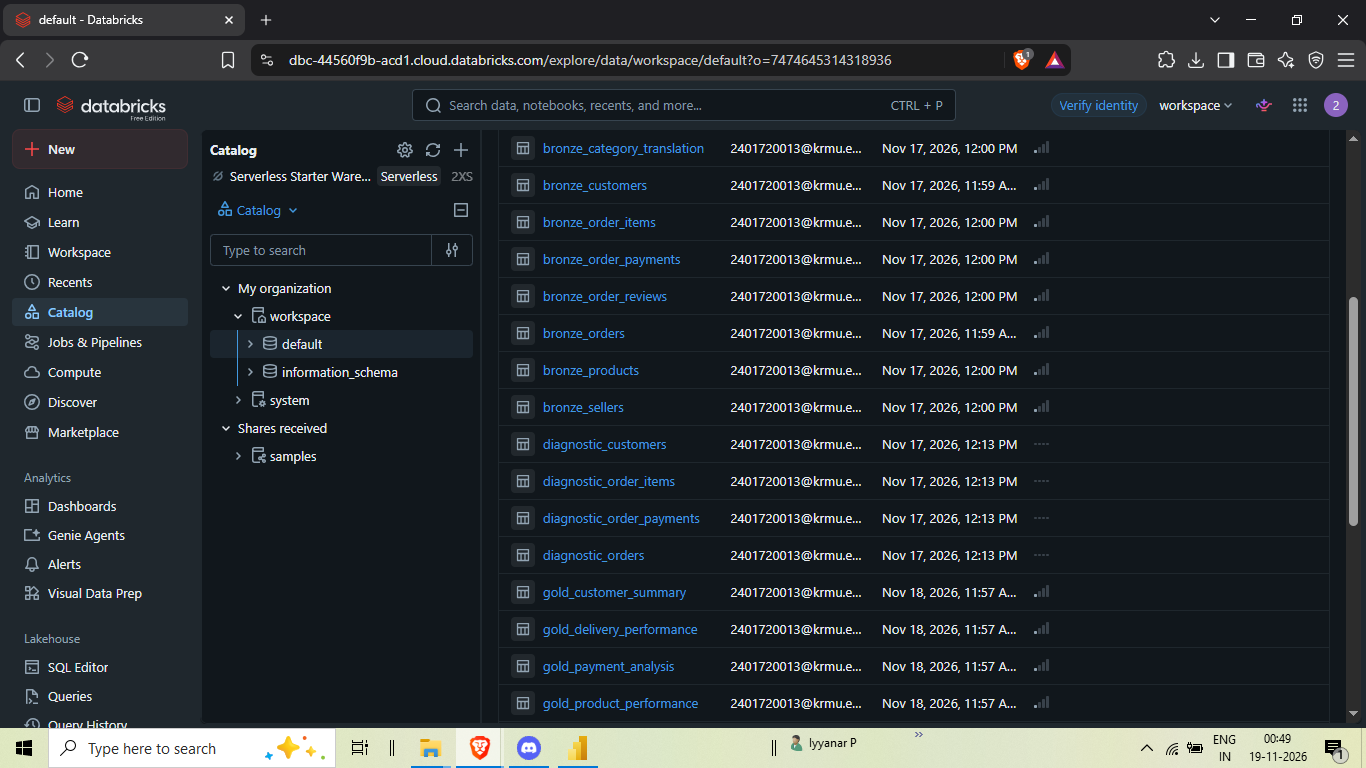 default - Databricks
dbc-44560f9b-acd1.cloud.databricks.com/explore/data/workspace/default?o=7474645314318936
1
databricks
Free Edition
Search data, notebooks, recents, and more...
CTRL + P
Verify identity
workspace
2
New
Home
Learn
Workspace
Recents
Catalog
Jobs & Pipelines
Compute
Discover
Marketplace
Analytics
Dashboards
Genie Agents
Alerts
Visual Data Prep
Lakehouse
SQL Editor
Queries
Query History
Catalog
Serverless Starter Ware... Serverless 2XS
Catalog
Type to search
My organization
workspace
default
information_schema
system
Shares received
samples
bronze_category_translation 2401720013@krmu.e... Nov 17, 2026, 12:00 PM
bronze_customers 2401720013@krmu.e... Nov 17, 2026, 11:59 A...
bronze_order_items 2401720013@krmu.e... Nov 17, 2026, 12:00 PM
bronze_order_payments 2401720013@krmu.e... Nov 17, 2026, 12:00 PM
bronze_order_reviews 2401720013@krmu.e... Nov 17, 2026, 12:00 PM
bronze_orders 2401720013@krmu.e... Nov 17, 2026, 11:59 A...
bronze_products 2401720013@krmu.e... Nov 17, 2026, 12:00 PM
bronze_sellers 2401720013@krmu.e... Nov 17, 2026, 12:00 PM
diagnostic_customers 2401720013@krmu.e... Nov 17, 2026, 12:13 PM
diagnostic_order_items 2401720013@krmu.e... Nov 17, 2026, 12:13 PM
diagnostic_order_payments 2401720013@krmu.e... Nov 17, 2026, 12:13 PM
diagnostic_orders 2401720013@krmu.e... Nov 17, 2026, 12:13 PM
gold_customer_summary 2401720013@krmu.e... Nov 18, 2026, 11:57 A...
gold_delivery_performance 2401720013@krmu.e... Nov 18, 2026, 11:57 A...
gold_payment_analysis 2401720013@krmu.e... Nov 18, 2026, 11:57 A...
gold_product_performance 2401720013@krmu.e... Nov 18, 2026, 11:57 A...
Type here to search
Iyyanar P
ENG
IN
00:49
19-11-2026
1